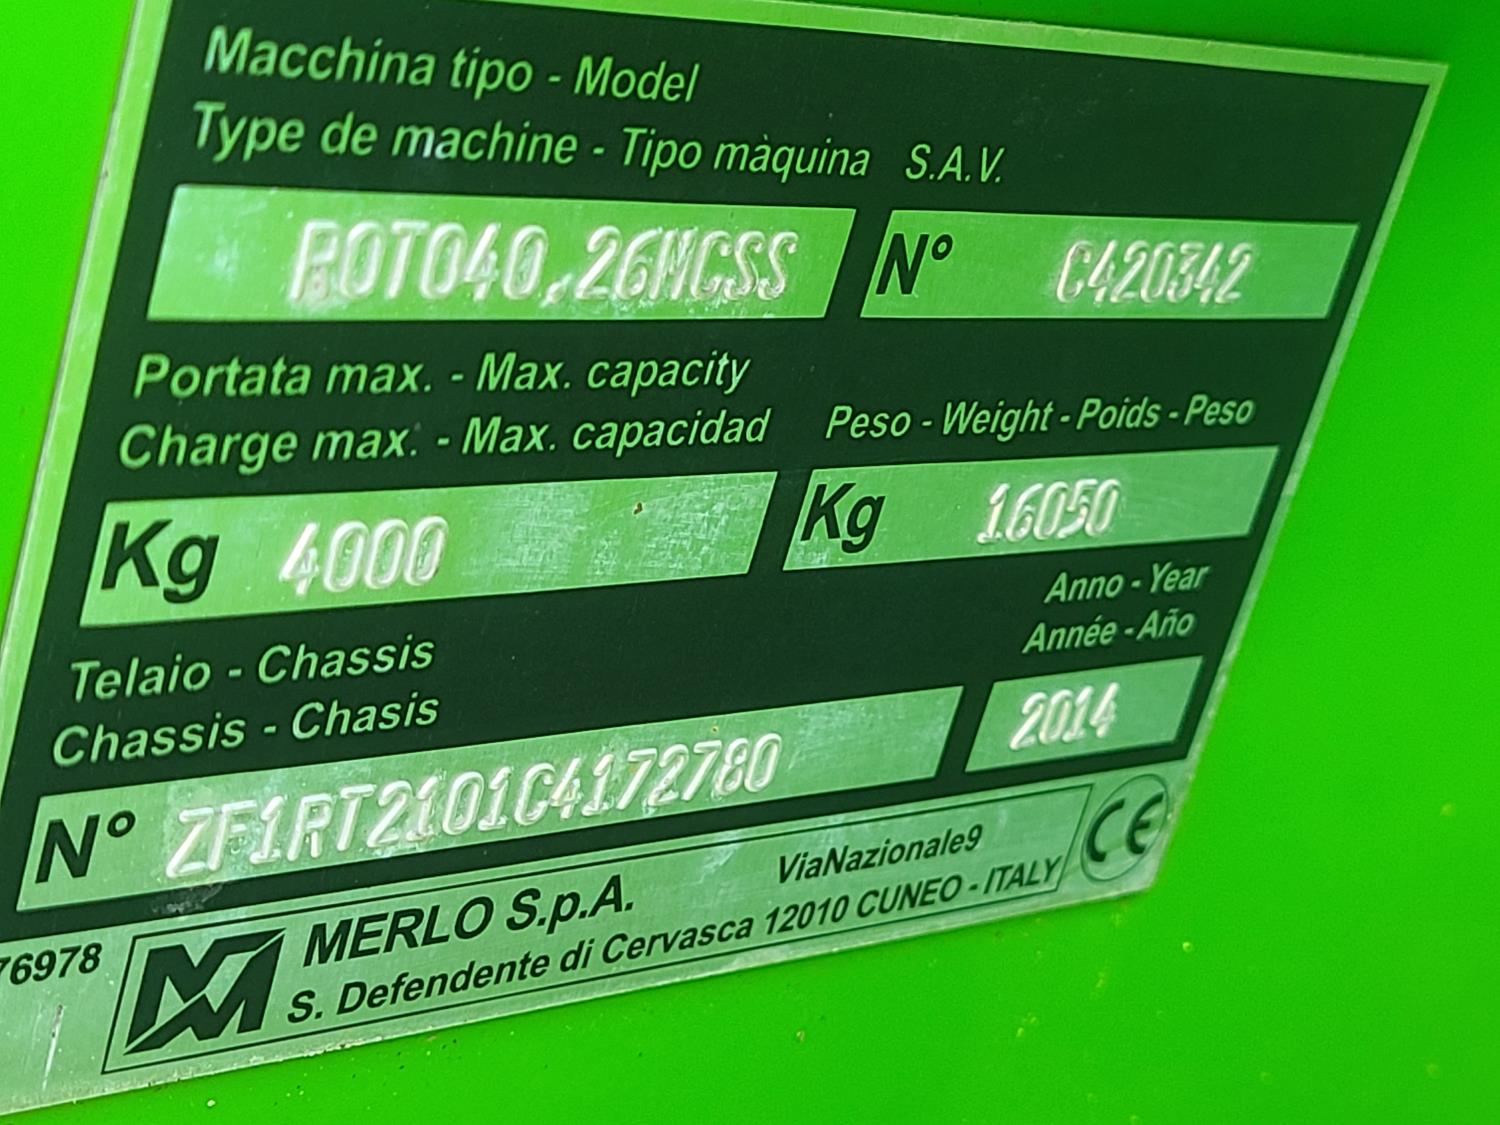 Macchina tipo - Model
Type de machine - Tipo màquina S.A.V.
ROTO40.26MCSS N° C420342
Portata max. - Max. capacity
Charge max. - Max. capacidad
Peso - Weight - Poids - Peso
Kg 4000 Kg 16050
Telaio - Chassis
Chassis - Chasis
Anno - Year
Année - Año
N° ZF1RT2101C4172780 2014
76978
MERLO S.p.A. ViaNazionale9
S. Defendente di Cervasca 12010 CUNEO - ITALY
CE